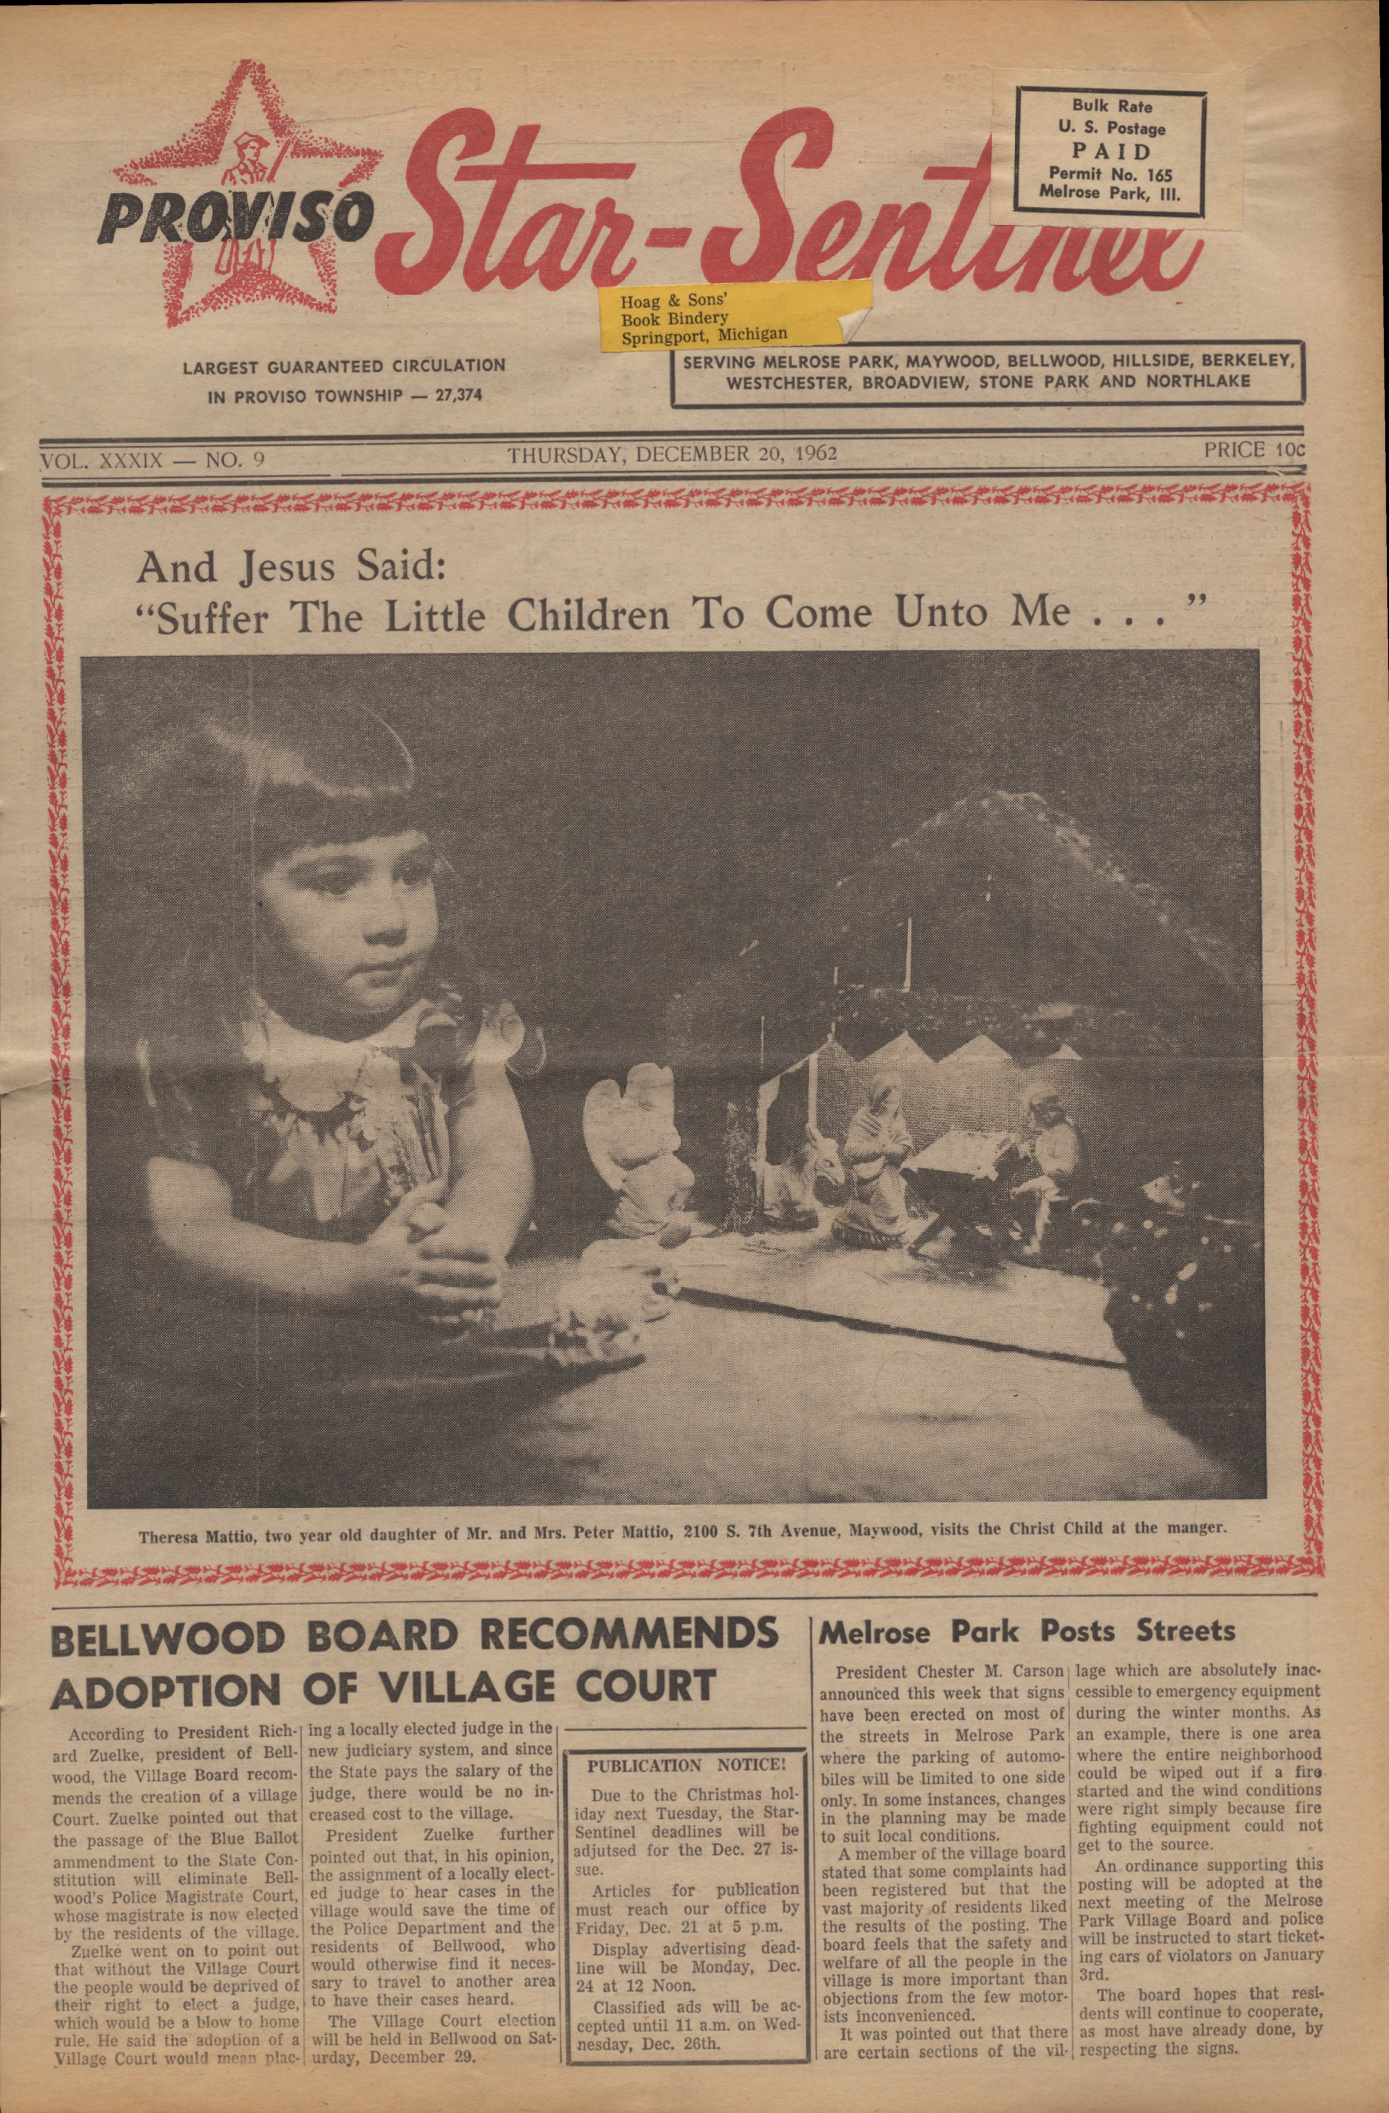 PROVISO
Star-Sentinel
Bulk Rate
U. S. Postage
PAID
Permit No. 165
Melrose Park, Ill.
Hoag & Sons'
Book Bindery
Springport, Michigan
LARGEST GUARANTEED CIRCULATION
IN PROVISO TOWNSHIP — 27,374
SERVING MELROSE PARK, MAYWOOD, BELLWOOD, HILLSIDE, BERKELEY,
WESTCHESTER, BROADVIEW, STONE PARK AND NORTHLAKE
VOL. XXXIX — NO. 9
THURSDAY, DECEMBER 20, 1962
PRICE 10c
And Jesus Said:
“Suffer The Little Children To Come Unto Me . . . ”
Theresa Mattio, two year old daughter of Mr. and Mrs. Peter Mattio, 2100 S. 7th Avenue, Maywood, visits the Christ Child at the manger.
BELLWOOD BOARD RECOMMENDS
ADOPTION OF VILLAGE COURT
According to President Rich-
ard Zuelke, president of Bell-
wood, the Village Board recom-
mends the creation of a village
Court. Zuelke pointed out that
the passage of the Blue Ballot
ammendment to the State Con-
stitution will eliminate Bell-
wood's Police Magistrate Court,
whose magistrate is now elected
by the residents of the village.
Zuelke went on to point out
that without the Village Court
the people would be deprived of
their right to elect a judge,
which would be a blow to home
rule. He said the adoption of a
Village Court would mean plac-
ing a locally elected judge in the
new judiciary system, and since
the State pays the salary of the
judge, there would be no in-
creased cost to the village.
President Zuelke further
pointed out that, in his opinion,
the assignment of a locally elect-
ed judge to hear cases in the
village would save the time of
the Police Department and the
residents of Bellwood, who
would otherwise find it neces-
sary to travel to another area
to have their cases heard.
The Village Court election
will be held in Bellwood on Sat-
urday, December 29.
PUBLICATION NOTICE!
Due to the Christmas hol-
iday next Tuesday, the Star-
Sentinel deadlines will be
adjutsed for the Dec. 27 is-
sue.
Articles for publication
must reach our office by
Friday, Dec. 21 at 5 p.m.
Display advertising dead-
line will be Monday, Dec.
24 at 12 Noon.
Classified ads will be ac-
cepted until 11 a.m. on Wed-
nesday, Dec. 26th.
Melrose Park Posts Streets
President Chester M. Carson
announced this week that signs
have been erected on most of
the streets in Melrose Park
where the parking of automo-
biles will be limited to one side
only. In some instances, changes
in the planning may be made
to suit local conditions.
A member of the village board
stated that some complaints had
been registered but that the
vast majority of residents liked
the results of the posting. The
board feels that the safety and
welfare of all the people in the
village is more important than
objections from the few motor-
ists inconvenienced.
It was pointed out that there
are certain sections of the vil-
lage which are absolutely inac-
cessible to emergency equipment
during the winter months. As
an example, there is one area
where the entire neighborhood
could be wiped out if a fire
started and the wind conditions
were right simply because fire
fighting equipment could not
get to the source.
An ordinance supporting this
posting will be adopted at the
next meeting of the Melrose
Park Village Board and police
will be instructed to start ticket-
ing cars of violators on January
3rd.
The board hopes that resi-
dents will continue to cooperate,
as most have already done, by
respecting the signs.